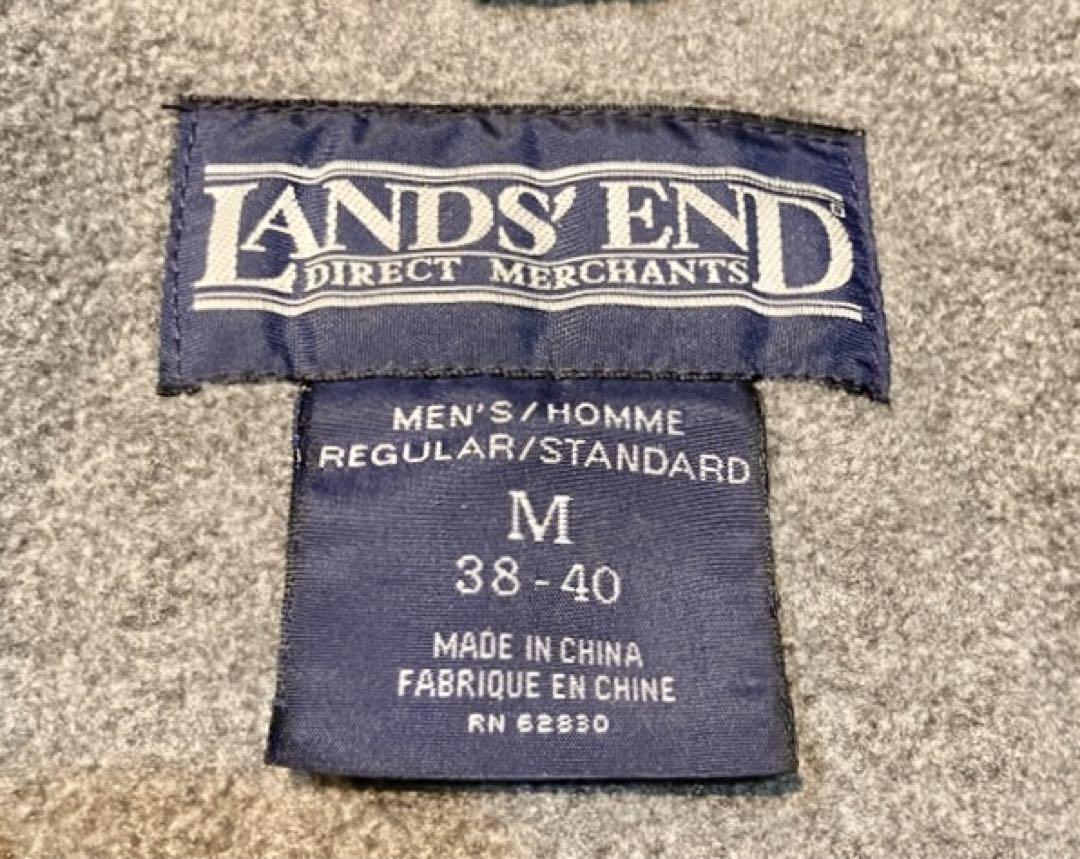 LANDS' END®
DIRECT MERCHANTS
MEN'S/HOMME
REGULAR/STANDARD
M
38-40
MADE IN CHINA
FABRIQUE EN CHINE
RN 62830